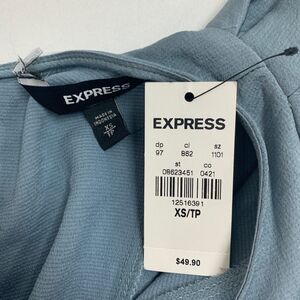 EXPRESS
MADE IN
INDONESIA
XS
TP
EXPRESS
dp cl sz
97 862 1101
st co
08623451 0421
12516391
XS/TP
$49.90